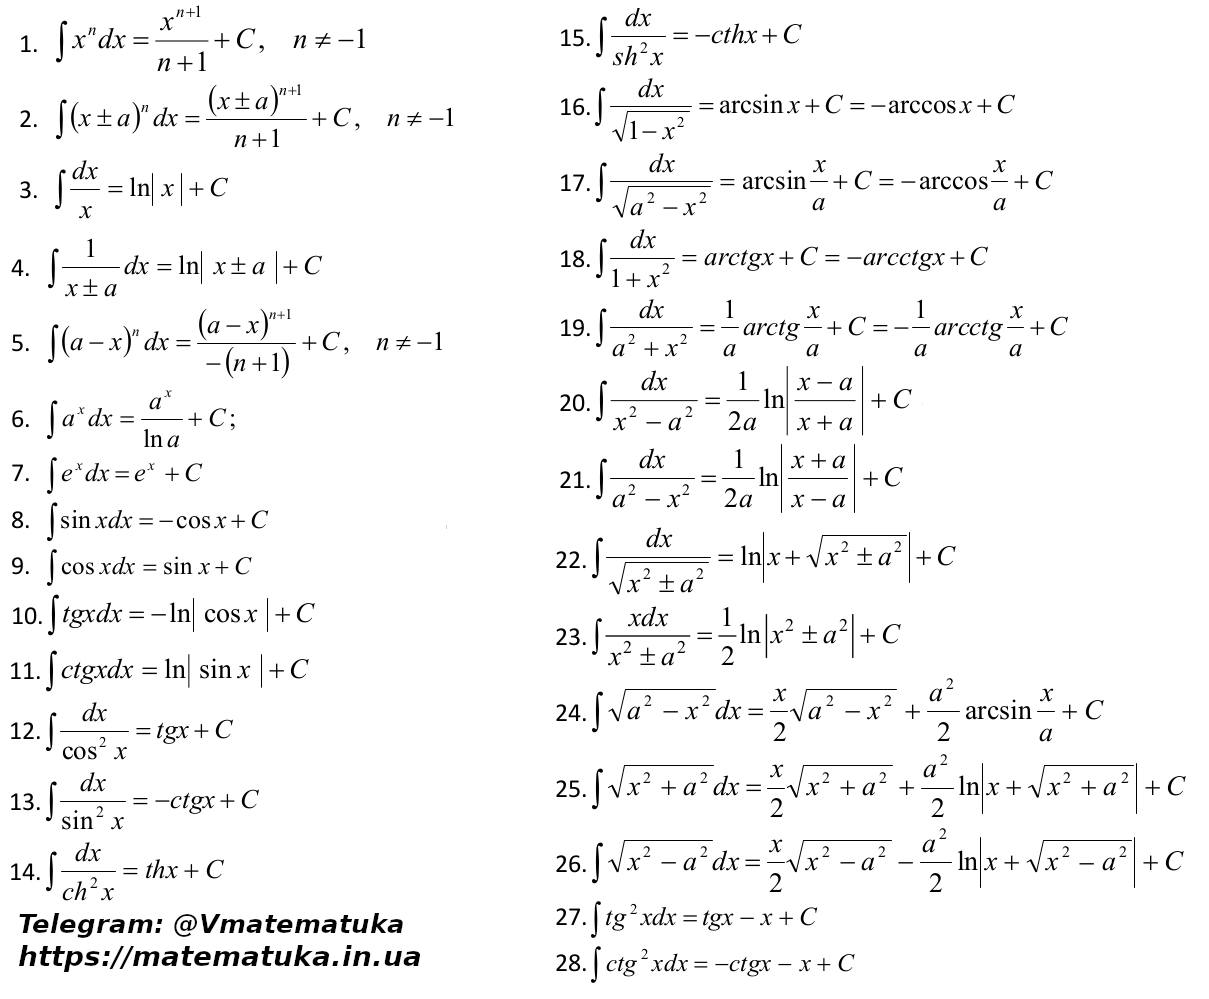 1. ∫xⁿdx = xⁿ⁺¹/(n+1) + C, n ≠ −1
2. ∫(x ± a)ⁿ dx = (x ± a)ⁿ⁺¹/(n+1) + C, n ≠ −1
3. ∫dx/x = ln| x | + C
4. ∫1/(x ± a) dx = ln| x ± a | + C
5. ∫(a − x)ⁿ dx = (a − x)ⁿ⁺¹/(−(n+1)) + C, n ≠ −1
6. ∫aˣdx = aˣ/ln a + C;
7. ∫eˣdx = eˣ + C
8. ∫sin xdx = −cos x + C
9. ∫cos xdx = sin x + C
10. ∫tgxdx = −ln| cos x | + C
11. ∫ctgxdx = ln| sin x | + C
12. ∫dx/cos² x = tgx + C
13. ∫dx/sin² x = −ctgx + C
14. ∫dx/ch²x = thx + C
Telegram: @Vmatematuka
https://matematuka.in.ua
15. ∫dx/sh²x = −cthx + C
16. ∫dx/√(1 − x²) = arcsin x + C = −arccos x + C
17. ∫dx/√(a² − x²) = arcsin x/a + C = −arccos x/a + C
18. ∫dx/(1 + x²) = arctgx + C = −arcctgx + C
19. ∫dx/(a² + x²) = 1/a arctg x/a + C = −1/a arcctg x/a + C
20. ∫dx/(x² − a²) = 1/2a ln|(x − a)/(x + a)| + C
21. ∫dx/(a² − x²) = 1/2a ln|(x + a)/(x − a)| + C
22. ∫dx/√(x² ± a²) = ln|x + √(x² ± a²)| + C
23. ∫xdx/(x² ± a²) = 1/2 ln|x² ± a²| + C
24. ∫√(a² − x²)dx = x/2 √(a² − x²) + a²/2 arcsin x/a + C
25. ∫√(x² + a²)dx = x/2 √(x² + a²) + a²/2 ln|x + √(x² + a²)| + C
26. ∫√(x² − a²)dx = x/2 √(x² − a²) − a²/2 ln|x + √(x² − a²)| + C
27. ∫tg²xdx = tgx − x + C
28. ∫ctg²xdx = −ctgx − x + C